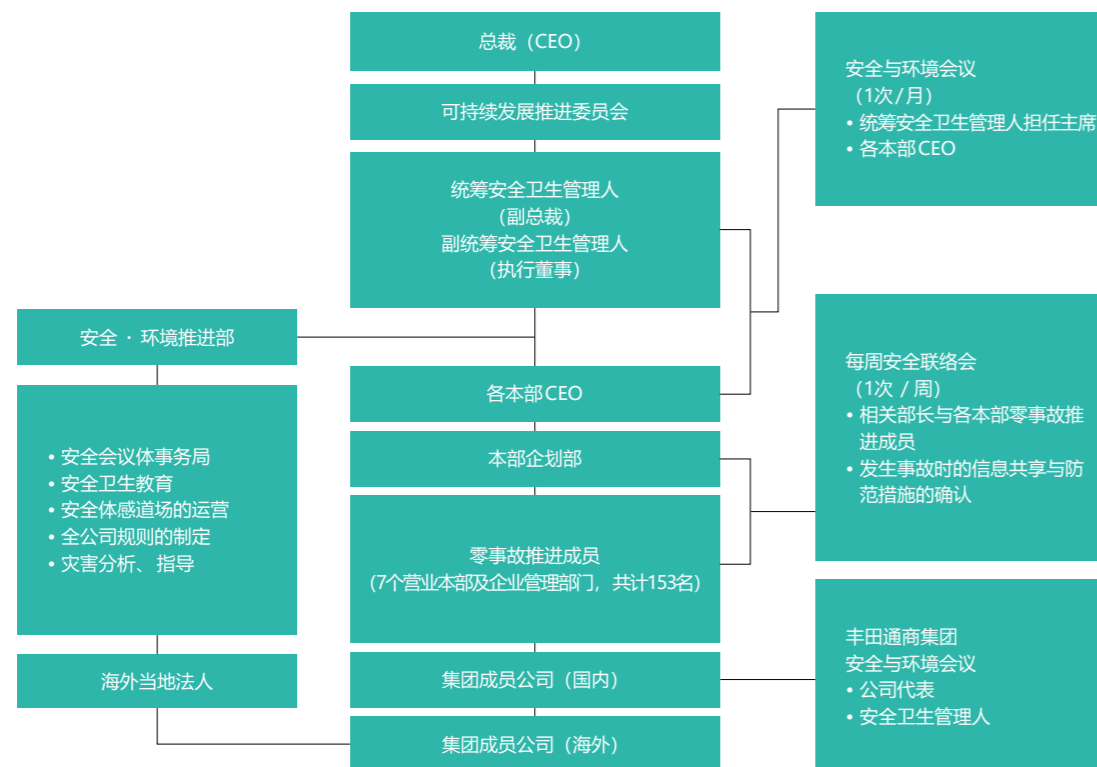 总裁（CEO）
可持续发展推进委员会
统筹安全卫生管理人
（副总裁）
副统筹安全卫生管理人
（执行董事）
安全 · 环境推进部
各本部CEO
本部企划部
• 安全会议体事务局
• 安全卫生教育
• 安全体感道场的运营
• 全公司规则的制定
• 灾害分析、指导
零事故推进成员
（7个营业本部及企业管理部门，共计153名）
海外当地法人
集团成员公司（国内）
集团成员公司（海外）
安全与环境会议
（1次 / 月）
• 统筹安全卫生管理人担任主席
• 各本部CEO
每周安全联络会
（1次 / 周）
• 相关部长与各本部零事故推
进成员
• 发生事故时的信息共享与防
范措施的确认
丰田通商集团
安全与环境会议
• 公司代表
• 安全卫生管理人